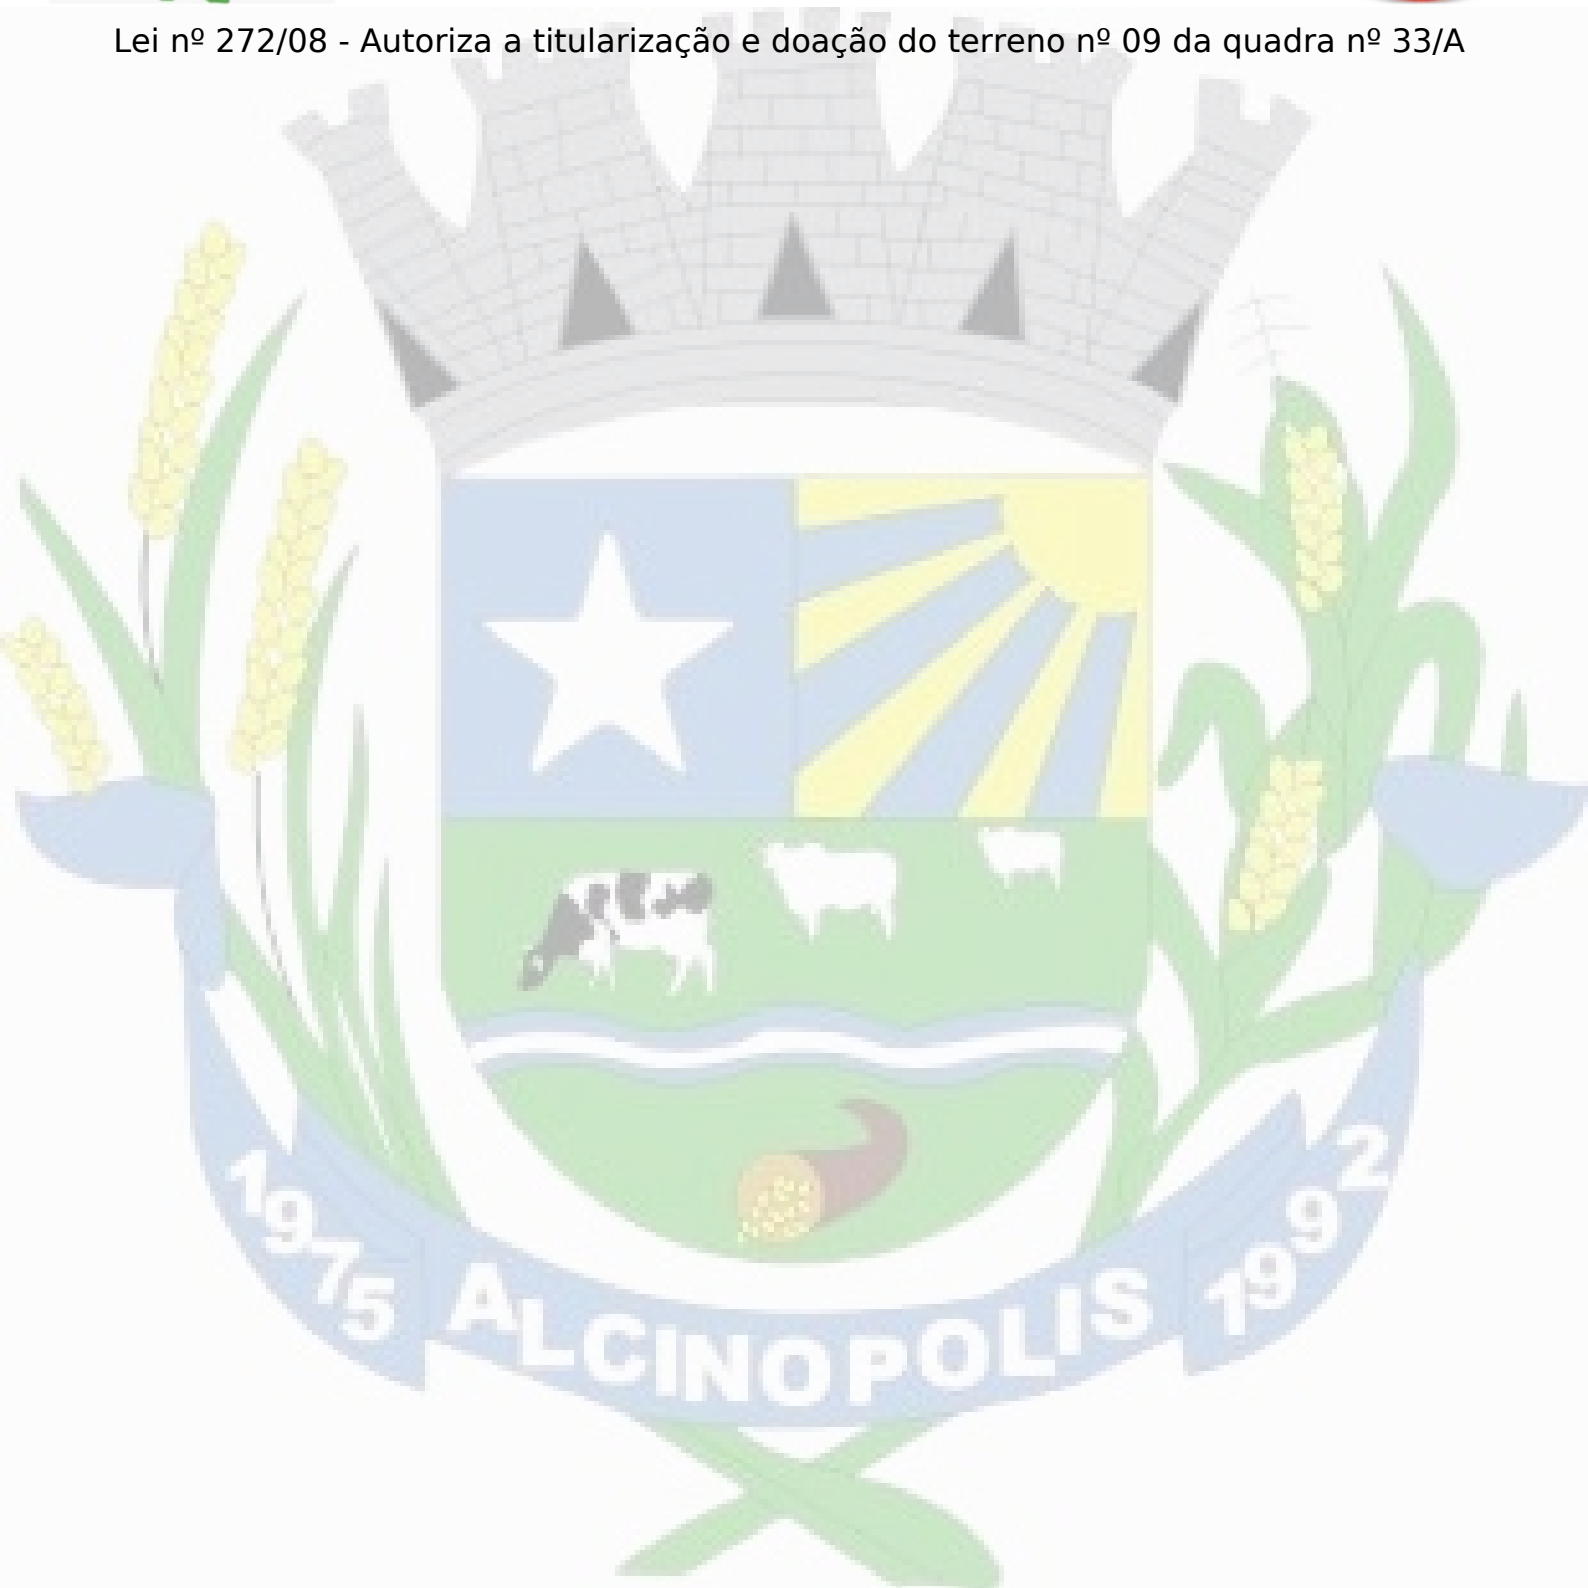 Lei nº 272/08 - Autoriza a titularização e doação do terreno nº 09 da quadra nº 33/A
1975 ALCINOPOLIS 1992